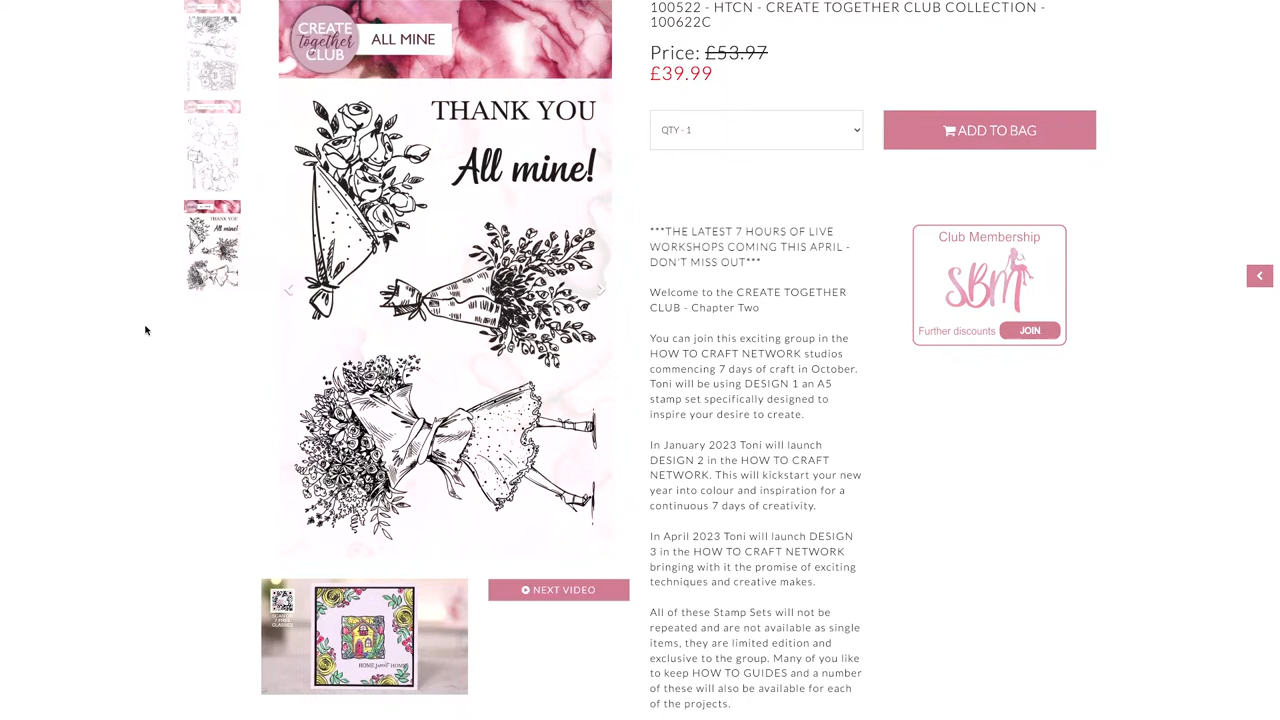 100522 - HTCN - CREATE TOGETHER CLUB COLLECTION -
100622C
Price: £53.97
£39.99
QTY - 1
ADD TO BAG
CREATE
together
CLUB
ALL MINE
THANK YOU
All mine!
THANK YOU
All mine!
***THE LATEST 7 HOURS OF LIVE
WORKSHOPS COMING THIS APRIL -
DON'T MISS OUT***
Welcome to the CREATE TOGETHER
CLUB - Chapter Two
You can join this exciting group in the
HOW TO CRAFT NETWORK studios
commencing 7 days of craft in October.
Toni will be using DESIGN 1 an A5
stamp set specifically designed to
inspire your desire to create.
In January 2023 Toni will launch
DESIGN 2 in the HOW TO CRAFT
NETWORK. This will kickstart your new
year into colour and inspiration for a
continuous 7 days of creativity.
In April 2023 Toni will launch DESIGN
3 in the HOW TO CRAFT NETWORK
bringing with it the promise of exciting
techniques and creative makes.
All of these Stamp Sets will not be
repeated and are not available as single
items, they are limited edition and
exclusive to the group. Many of you like
to keep HOW TO GUIDES and a number
of these will also be available for each
of the projects.
Club Membership
SBM
Further discounts JOIN
NEXT VIDEO
HOME sweet HOME